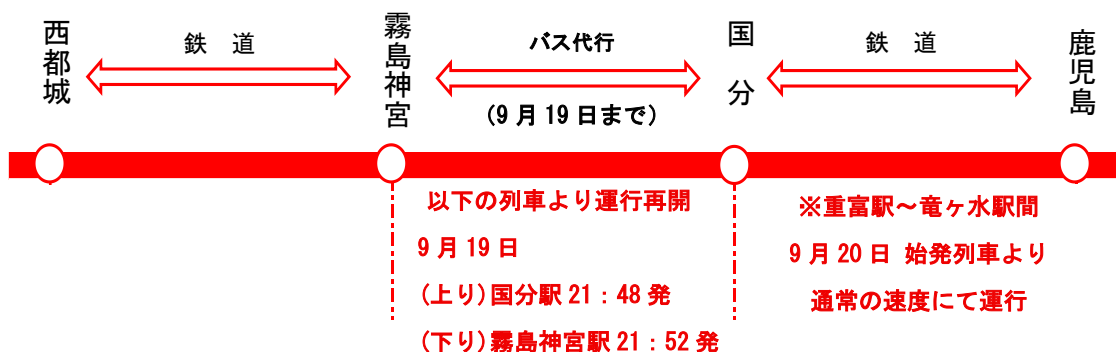 西都城
鉄 道
霧島神宮
バス代行
(9月19日まで)
国分
鉄 道
鹿児島
以下の列車より運行再開
9月19日
(上り)国分駅21:48発
(下り)霧島神宮駅21:52発
※重富駅~竜ヶ水駅間
9月20日 始発列車より
通常の速度にて運行